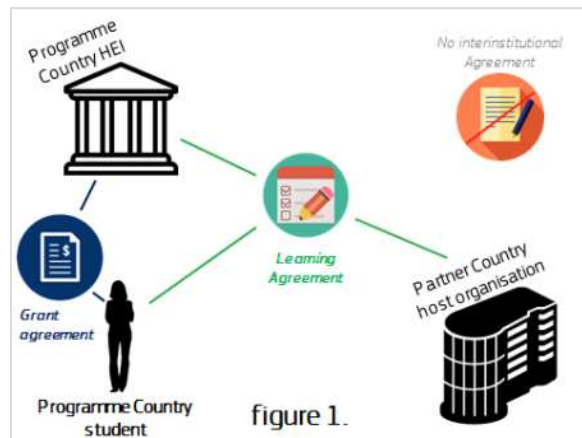 Programme
Country HEI
No interinstitutional
Agreement
Learning
Agreement
Partner Country
host organisation
$
Grant
agreement
Programme Country
student
figure 1.